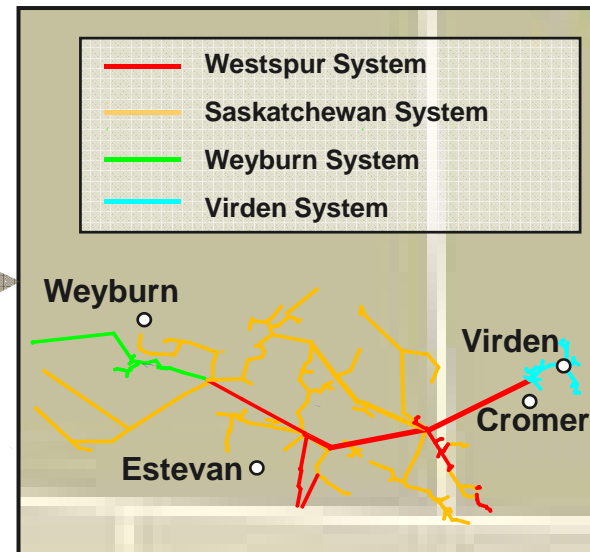 Westspur System
Saskatchewan System
Weyburn System
Virden System
Weyburn
Virden
Cromer
Estevan